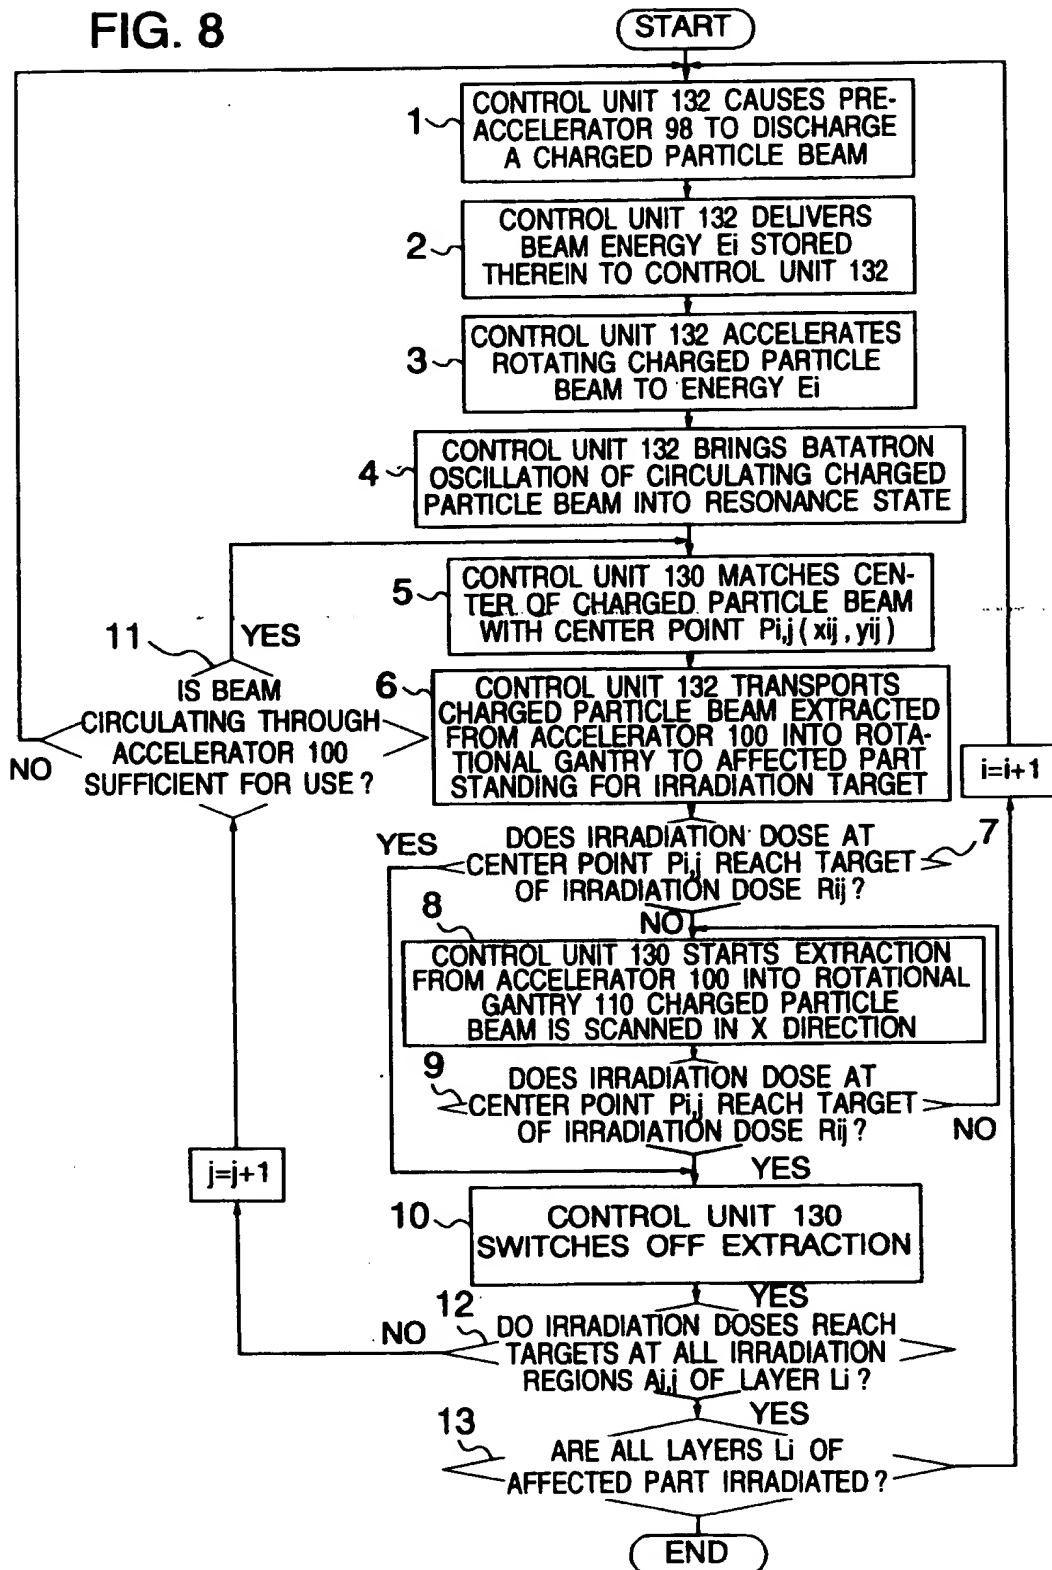 FIG. 8
START
1
CONTROL UNIT 132 CAUSES PRE-
ACCELERATOR 98 TO DISCHARGE
A CHARGED PARTICLE BEAM
2
CONTROL UNIT 132 DELIVERS
BEAM ENERGY Ei STORED
THEREIN TO CONTROL UNIT 132
3
CONTROL UNIT 132 ACCELERATES
ROTATING CHARGED PARTICLE
BEAM TO ENERGY Ei
4
CONTROL UNIT 132 BRINGS BATATRON
OSCILLATION OF CIRCULATING CHARGED
PARTICLE BEAM INTO RESONANCE STATE
5
CONTROL UNIT 130 MATCHES CEN-
TER OF CHARGED PARTICLE BEAM
WITH CENTER POINT Pi,j (xij, yij)
11
YES
IS BEAM
CIRCULATING THROUGH
ACCELERATOR 100
SUFFICIENT FOR USE ?
NO
6
CONTROL UNIT 132 TRANSPORTS
CHARGED PARTICLE BEAM EXTRACTED
FROM ACCELERATOR 100 INTO ROTA-
TIONAL GANTRY TO AFFECTED PART
STANDING FOR IRRADIATION TARGET
i=i+1
YES
DOES IRRADIATION DOSE AT
CENTER POINT Pi,j REACH TARGET
OF IRRADIATION DOSE Rij ?
7
NO
8
CONTROL UNIT 130 STARTS EXTRACTION
FROM ACCELERATOR 100 INTO ROTATIONAL
GANTRY 110 CHARGED PARTICLE
BEAM IS SCANNED IN X DIRECTION
9
DOES IRRADIATION DOSE AT
CENTER POINT Pi,j REACH TARGET
OF IRRADIATION DOSE Rij ?
NO
YES
j=j+1
10
CONTROL UNIT 130
SWITCHES OFF EXTRACTION
YES
12
NO
DO IRRADIATION DOSES REACH
TARGETS AT ALL IRRADIATION
REGIONS Ai,j OF LAYER Li ?
YES
13
ARE ALL LAYERS Li OF
AFFECTED PART IRRADIATED ?
END